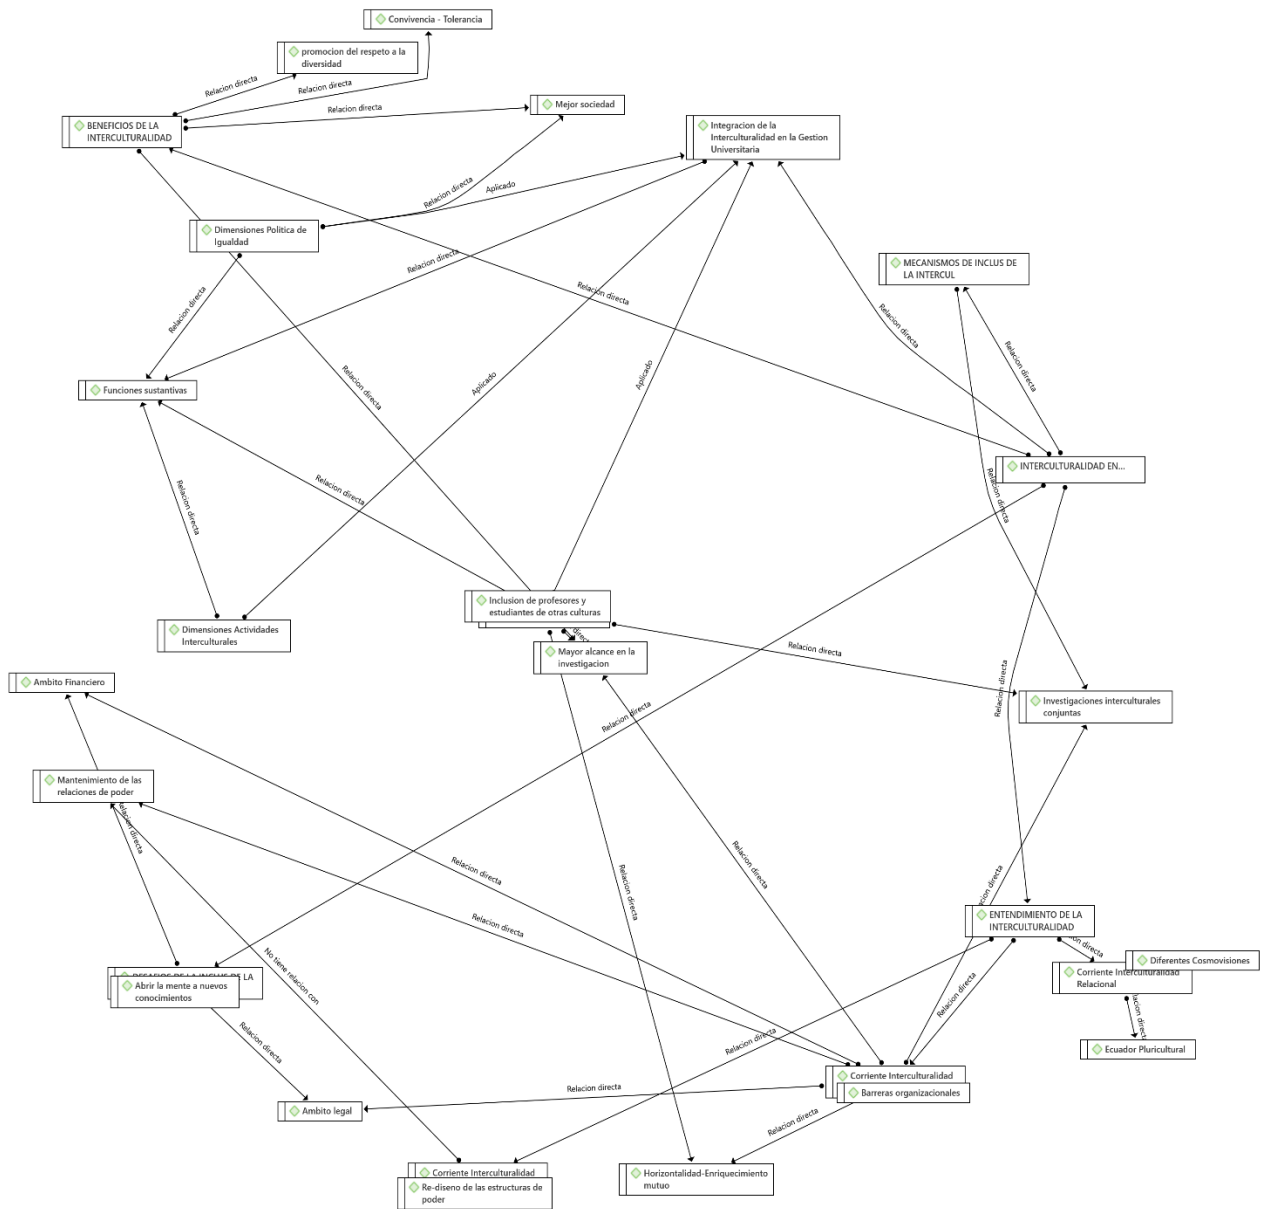 Convivencia - Tolerancia
promocion del respeto a la
diversidad
Relacion directa
Relacion directa
Relacion directa
Mejor sociedad
BENEFICIOS DE LA
INTERCULTURALIDAD
Integracion de la
Interculturalidad en la Gestion
Universitaria
Relacion directa
Aplicado
Dimensiones Politica de
Igualdad
Relacion directa
MECANISMOS DE INCLUS DE
LA INTERCUL
Relacion directa
Relacion directa
Relacion directa
Relacion directa
Relacion directa
Aplicado
Aplicado
Funciones sustantivas
INTERCULTURALIDAD EN...
Relacion directa
Relacion directa
Relacion directa
Inclusion de profesores y
estudiantes de otras culturas
Dimensiones Actividades
Interculturales
Relacion directa
Mayor alcance en la
investigacion
Ambito Financiero
Relacion directa
Investigaciones interculturales
conjuntas
Relacion directa
Mantenimiento de las
relaciones de poder
Relacion directa
Relacion directa
Relacion directa
Relacion directa
Relacion directa
ENTENDIMIENTO DE LA
INTERCULTURALIDAD
Diferentes Cosmovisiones
Corriente Interculturalidad
Relacional
No tiene relacion con
Abrir la mente a nuevos
conocimientos
Relacion directa
Relacion directa
Relacion directa
Ecuador Pluricultural
Corriente Interculturalidad
Barreras organizacionales
Relacion directa
Ambito legal
Relacion directa
Corriente Interculturalidad
Re-diseno de las estructuras de
poder
Horizontalidad-Enriquecimiento
mutuo